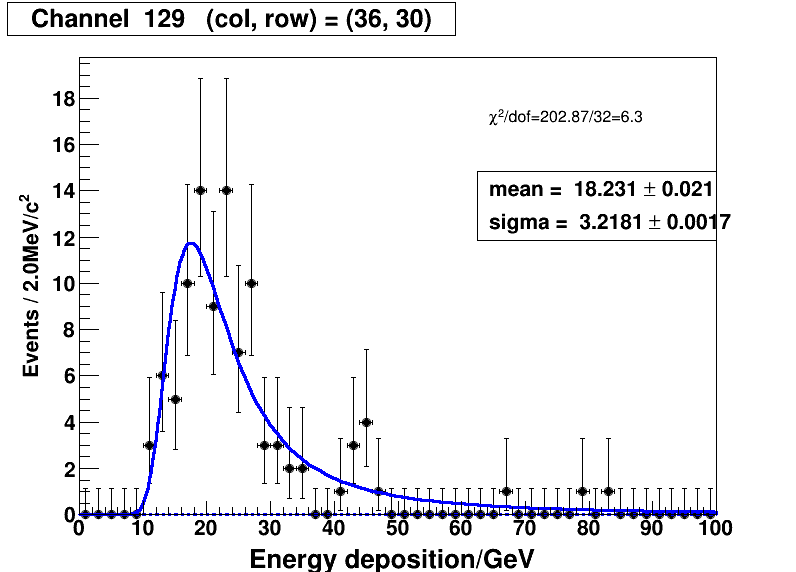 Channel 129 (col, row) = (36, 30)
χ²/dof=202.87/32=6.3
mean = 18.231 ± 0.021
sigma = 3.2181 ± 0.0017
Events / 2.0MeV/c²
18
16
14
12
10
8
6
4
2
0
0 10 20 30 40 50 60 70 80 90 100
Energy deposition/GeV